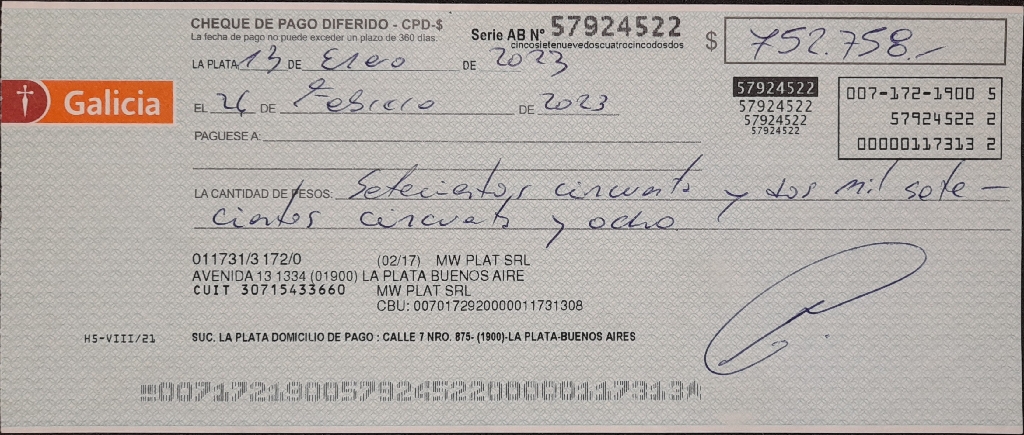 CHEQUE DE PAGO DIFERIDO - CPD-$
La fecha de pago no puede exceder un plazo de 360 días.
Serie AB Nº 57924522
cincosietenuevedoscuatrocincodosdos
$ 752.758.-
LA PLATA 13 DE Enero DE 2023
Galicia
EL 26 DE Febrero DE 2023
57924522
57924522
57924522
57924522
007-172-1900 5
57924522 2
00000117313 2
PAGUESE A:
LA CANTIDAD DE PESOS: Setecientos cincuenta y dos mil sete-
cientos cincuenta y ocho
011731/3 172/0 (02/17) MW PLAT SRL
AVENIDA 13 1334 (01900) LA PLATA BUENOS AIRE
CUIT 30715433660 MW PLAT SRL
CBU: 0070172920000011731308
HS-VIII/21
SUC. LA PLATA DOMICILIO DE PAGO : CALLE 7 NRO. 875- (1900)-LA PLATA-BUENOS AIRES
00717219005792452200000117313